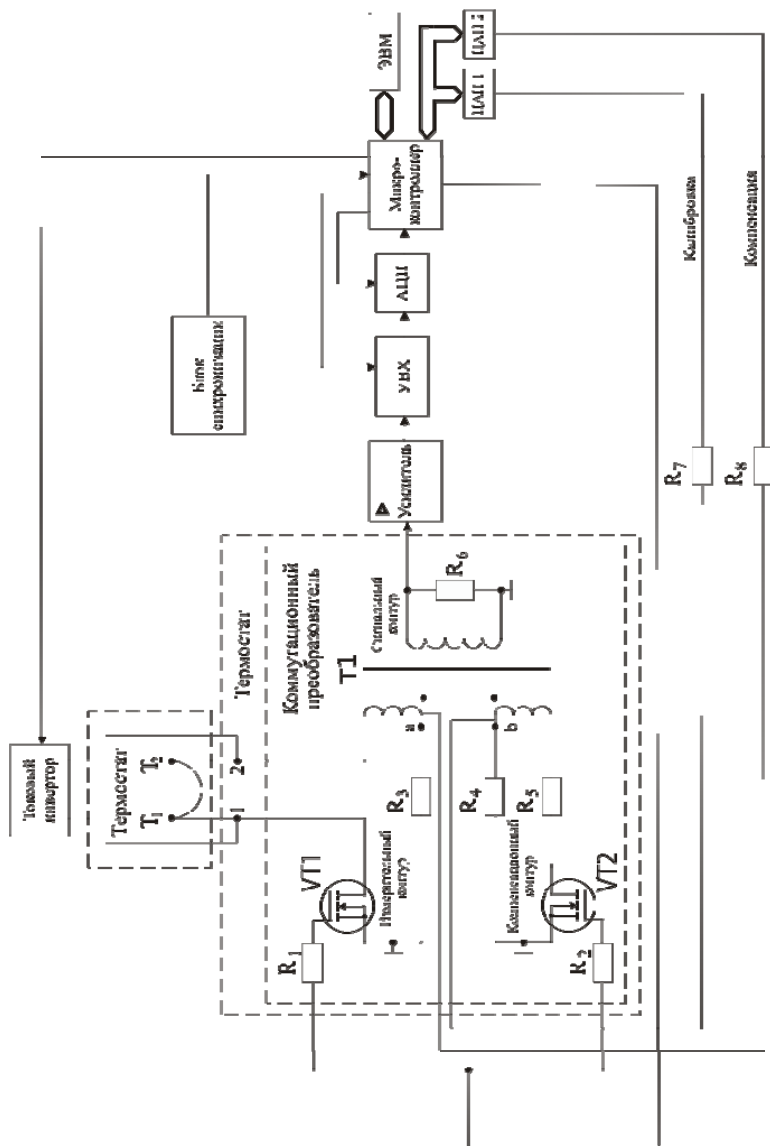 Токовый
инвертор
Термостат
T₁
T₂
1
2
Блок
синхронизации
ЭВМ
Микро-
контроллер
АЦП
УВХ
Усилитель
ЦАП 1
ЦАП 2
Термостат
Коммутационный
преобразователь
T1
Сигнальный
контур
R₆
a
b
R₃
R₄
R₅
VT1
Измерительный
контур
R₁
Компенсационный
контур
VT2
R₂
R₇
R₈
Калибровка
Компенсация